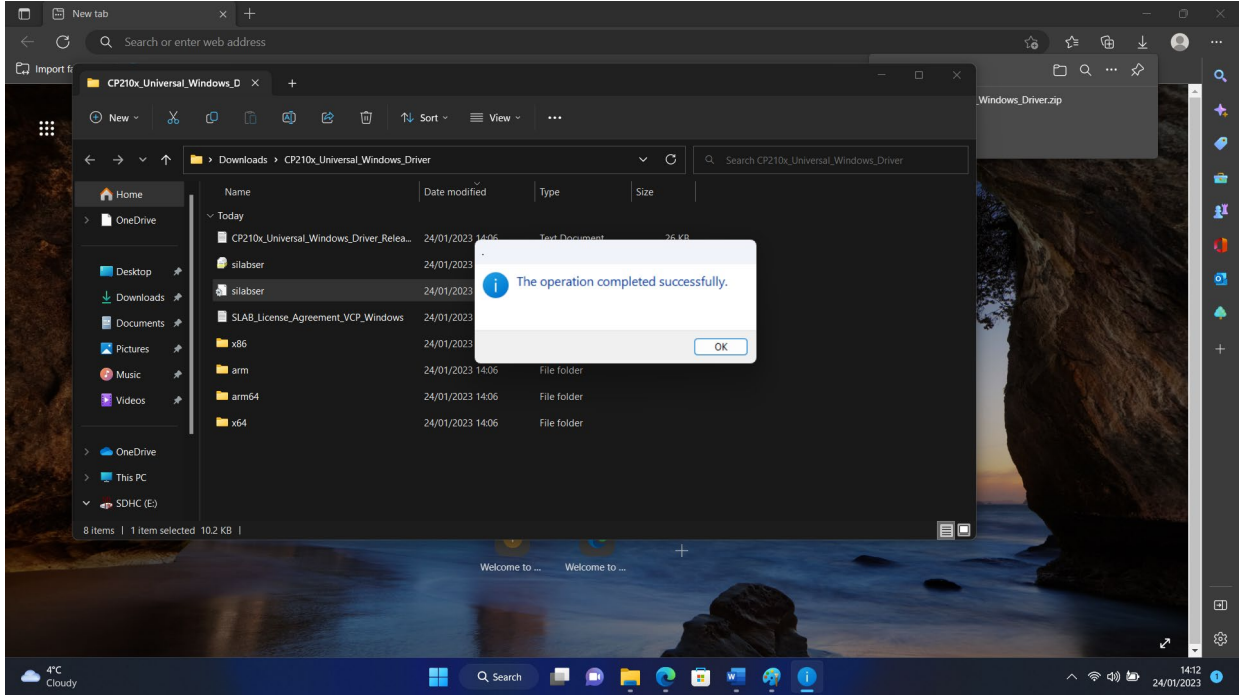 New tab
Search or enter web address
Import fa
CP210x_Universal_Windows_D
_Windows_Driver.zip
New
Sort
View
Downloads > CP210x_Universal_Windows_Driver
Search CP210x_Universal_Windows_Driver
Name Date modified Type Size
Today
CP210x_Universal_Windows_Driver_Relea... 24/01/2023 14:06 Text Document 26 KB
silabser 24/01/2023
silabser 24/01/2023
SLAB_License_Agreement_VCP_Windows 24/01/2023
x86 24/01/2023
arm 24/01/2023 14:06 File folder
arm64 24/01/2023 14:06 File folder
x64 24/01/2023 14:06 File folder
Home
OneDrive
Desktop
Downloads
Documents
Pictures
Music
Videos
OneDrive
This PC
SDHC (E:)
8 items | 1 item selected 10.2 KB |
.
The operation completed successfully.
OK
Welcome to ... Welcome to ...
4°C
Cloudy
Search
14:12
24/01/2023
1